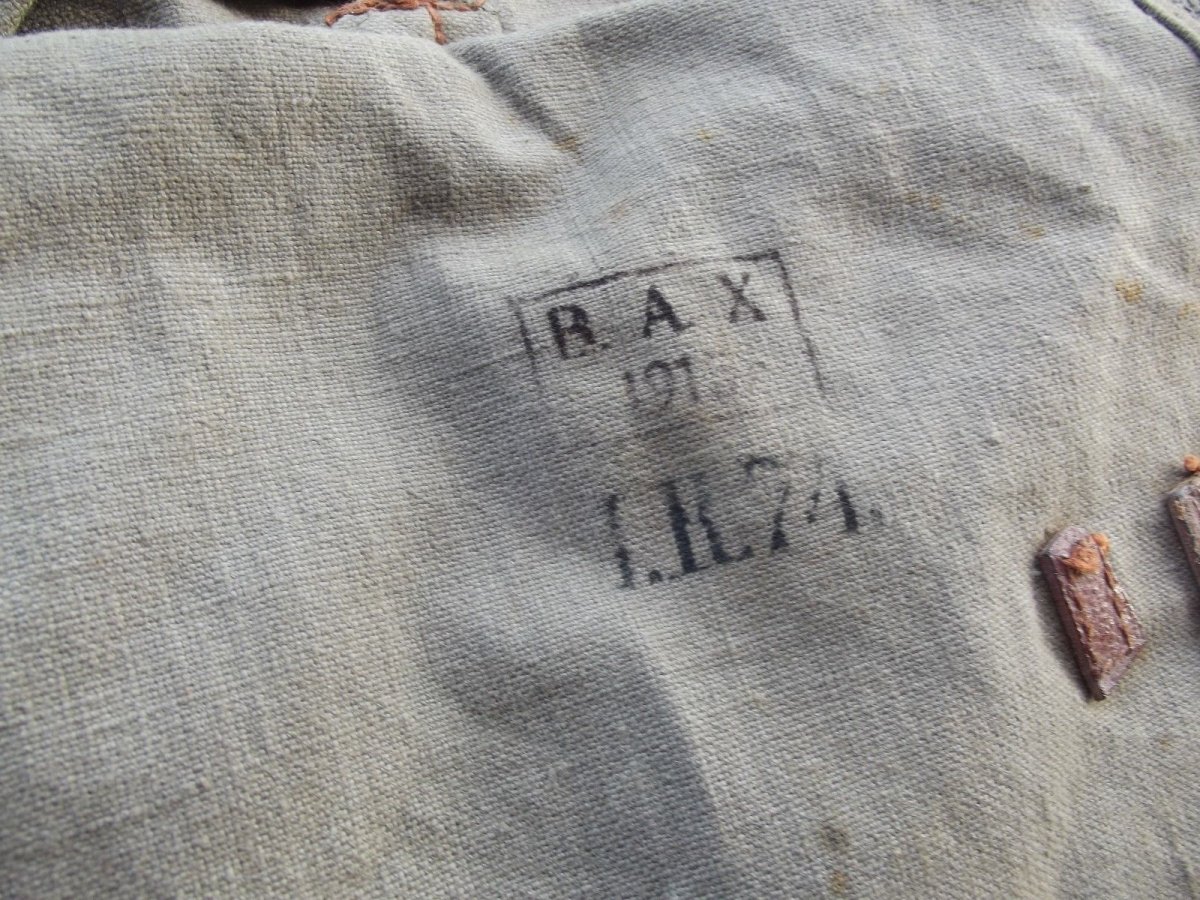 B. A. X
191
I.R.74.